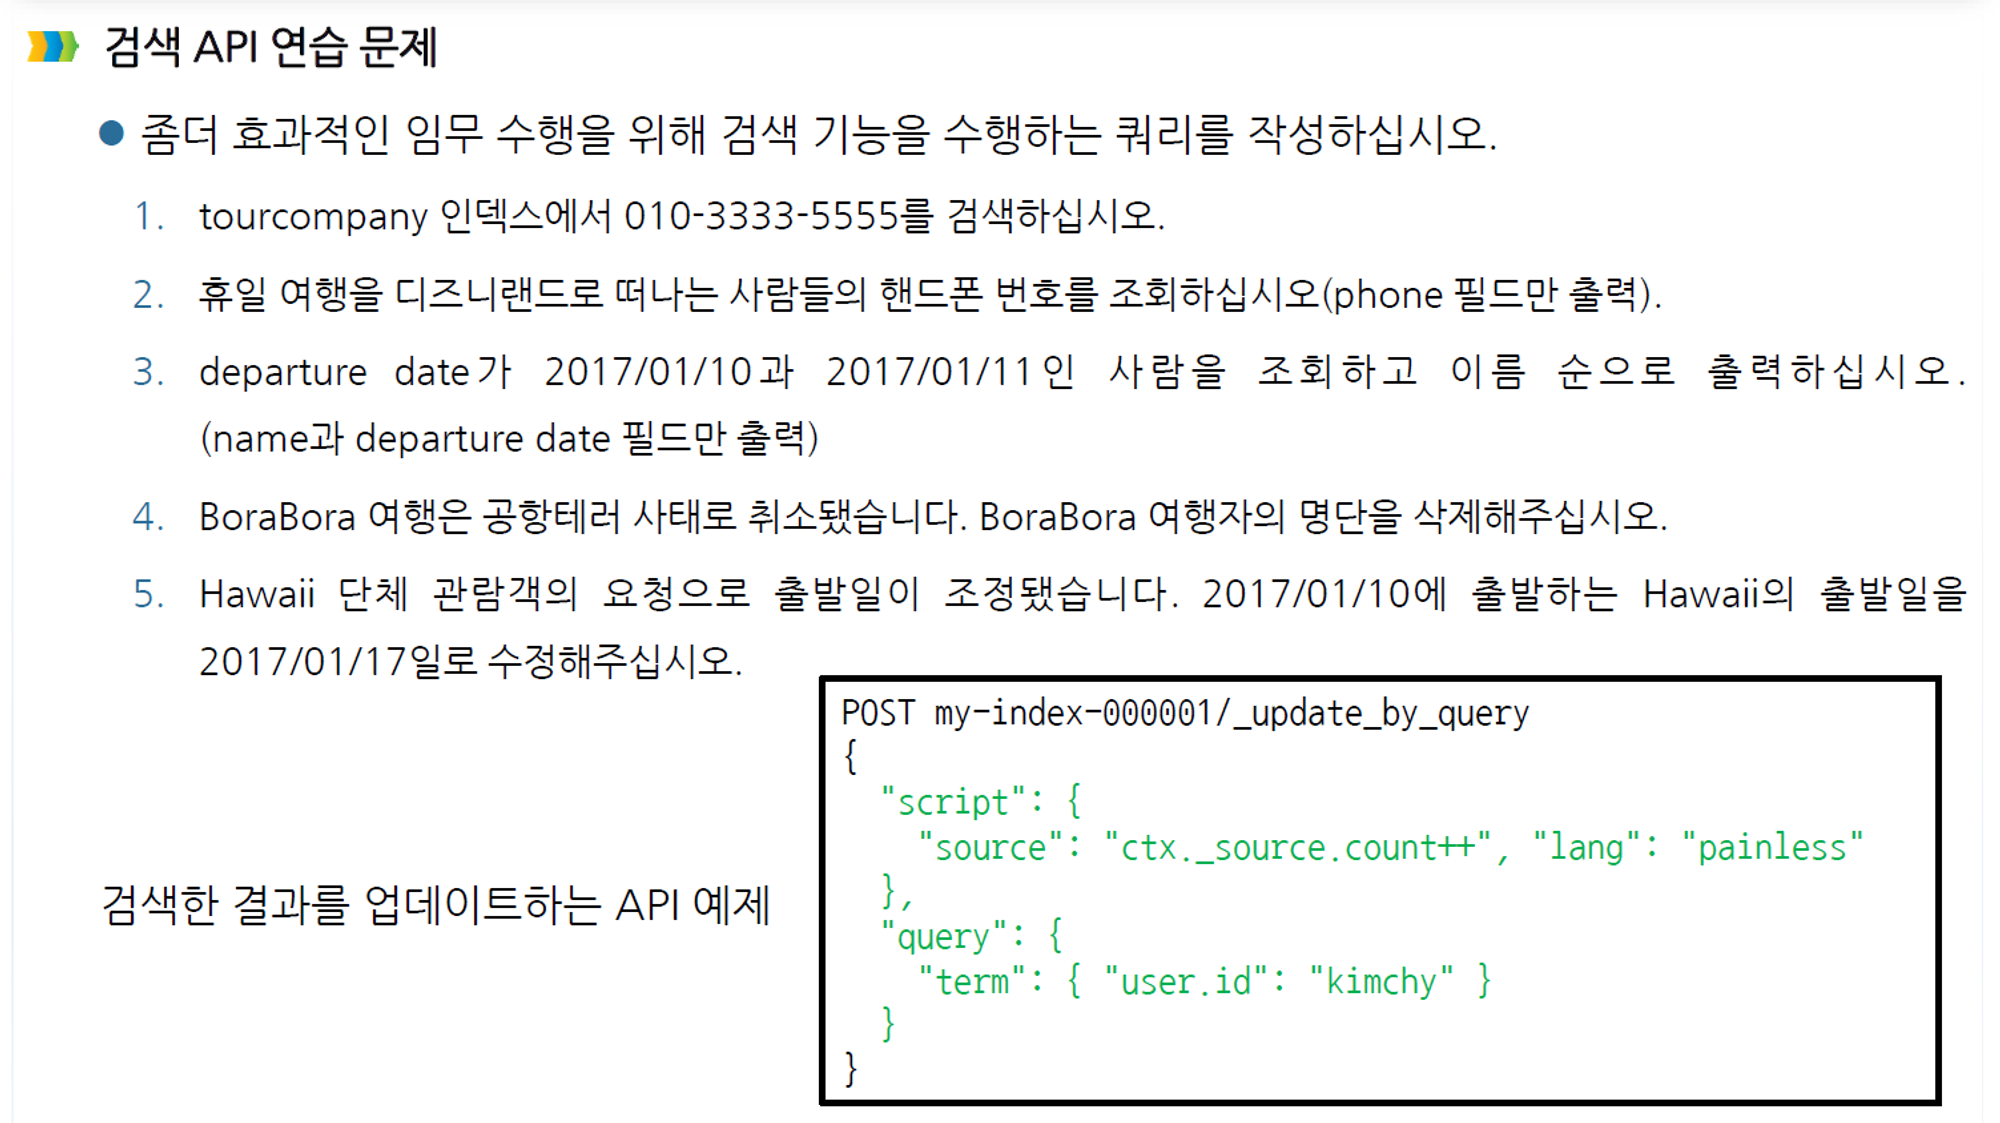 검색 API 연습 문제
좀더 효과적인 임무 수행을 위해 검색 기능을 수행하는 쿼리를 작성하십시오.
1. tourcompany 인덱스에서 010-3333-5555를 검색하십시오.
2. 휴일 여행을 디즈니랜드로 떠나는 사람들의 핸드폰 번호를 조회하십시오(phone 필드만 출력).
3. departure date가 2017/01/10과 2017/01/11인 사람을 조회하고 이름 순으로 출력하십시오.
(name과 departure date 필드만 출력)
4. BoraBora 여행은 공항테러 사태로 취소됐습니다. BoraBora 여행자의 명단을 삭제해주십시오.
5. Hawaii 단체 관람객의 요청으로 출발일이 조정됐습니다. 2017/01/10에 출발하는 Hawaii의 출발일을
2017/01/17일로 수정해주십시오.
검색한 결과를 업데이트하는 API 예제
POST my-index-000001/_update_by_query
{
"script": {
"source": "ctx._source.count++", "lang": "painless"
},
"query": {
"term": { "user.id": "kimchy" }
}
}